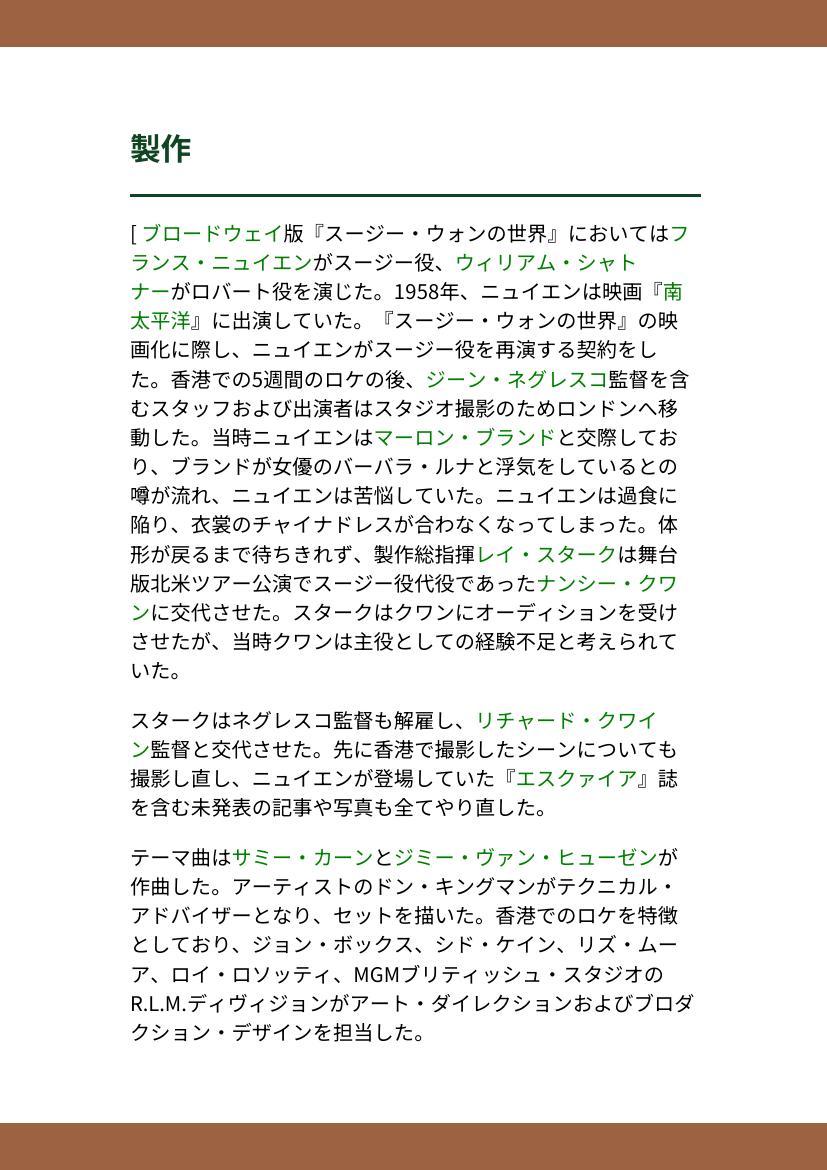 製作
[ ブロードウェイ版『スージー・ウォンの世界』においてはフ
ランス・ニュイエンがスージー役、ウィリアム・シャト
ナーがロバート役を演じた。1958年、ニュイエンは映画『南
太平洋』に出演していた。『スージー・ウォンの世界』の映
画化に際し、ニュイエンがスージー役を再演する契約をし
た。香港での5週間のロケの後、ジーン・ネグレスコ監督を含
むスタッフおよび出演者はスタジオ撮影のためロンドンへ移
動した。当時ニュイエンはマーロン・ブランドと交際してお
り、ブランドが女優のバーバラ・ルナと浮気をしているとの
噂が流れ、ニュイエンは苦悩していた。ニュイエンは過食に
陥り、衣裳のチャイナドレスが合わなくなってしまった。体
形が戻るまで待ちきれず、製作総指揮レイ・スタークは舞台
版北米ツアー公演でスージー役代役であったナンシー・クワ
ンに交代させた。スタークはクワンにオーディションを受け
させたが、当時クワンは主役としての経験不足と考えられて
いた。
スタークはネグレスコ監督も解雇し、リチャード・クワイ
ン監督と交代させた。先に香港で撮影したシーンについても
撮影し直し、ニュイエンが登場していた『エスクァイア』誌
を含む未発表の記事や写真も全てやり直した。
テーマ曲はサミー・カーンとジミー・ヴァン・ヒューゼンが
作曲した。アーティストのドン・キングマンがテクニカル・
アドバイザーとなり、セットを描いた。香港でのロケを特徴
としており、ジョン・ボックス、シド・ケイン、リズ・ムー
ア、ロイ・ロソッティ、MGMブリティッシュ・スタジオの
R.L.M.ディヴィジョンがアート・ダイレクションおよびブロダ
クション・デザインを担当した。